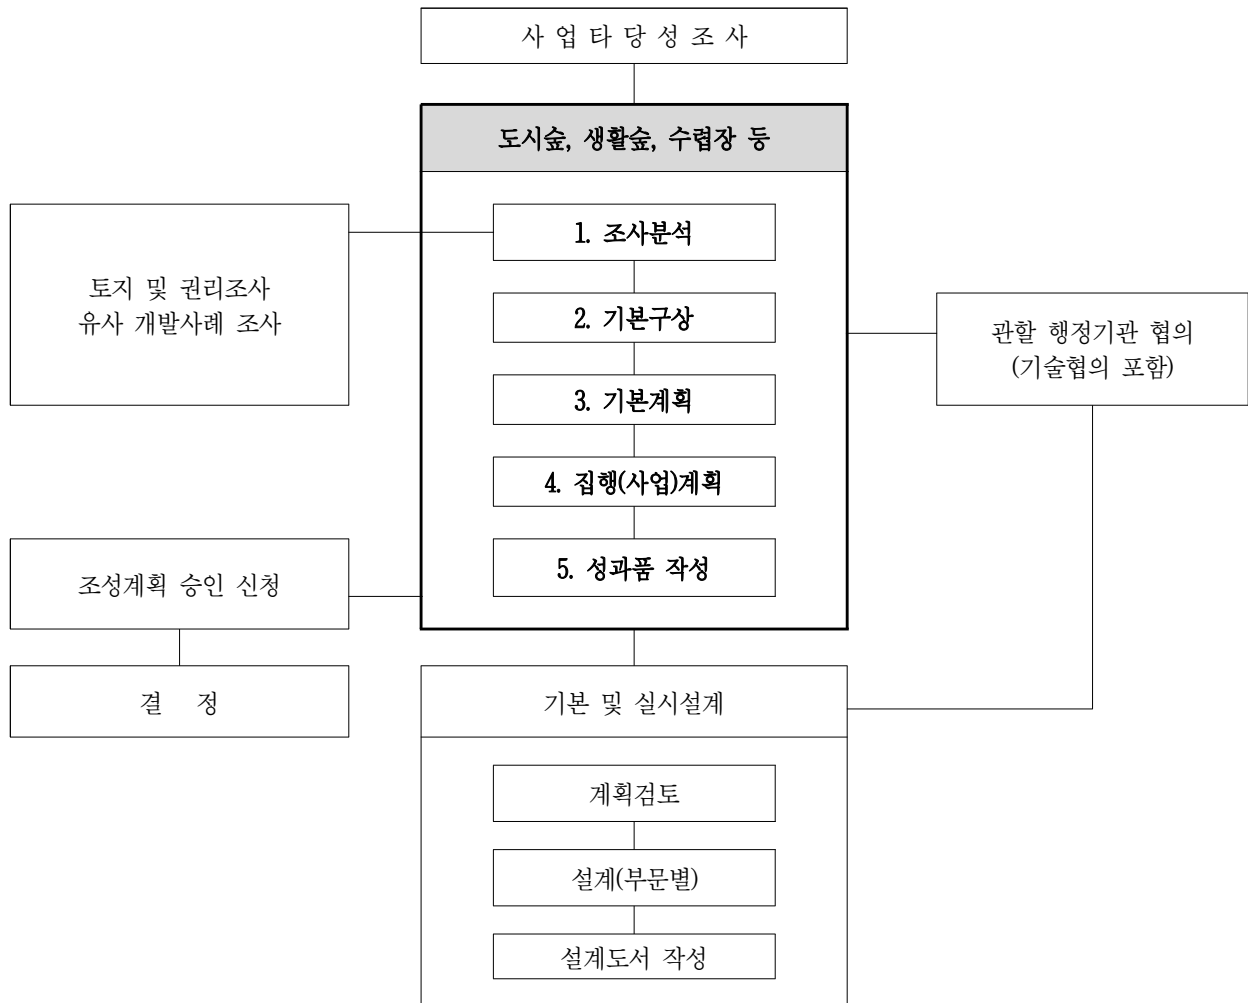 사 업 타 당 성 조 사
도시숲, 생활숲, 수렵장 등
1. 조사분석
토지 및 권리조사
유사 개발사례 조사
2. 기본구상
관할 행정기관 협의
(기술협의 포함)
3. 기본계획
4. 집행(사업)계획
5. 성과품 작성
조성계획 승인 신청
결 정
기본 및 실시설계
계획검토
설계(부문별)
설계도서 작성